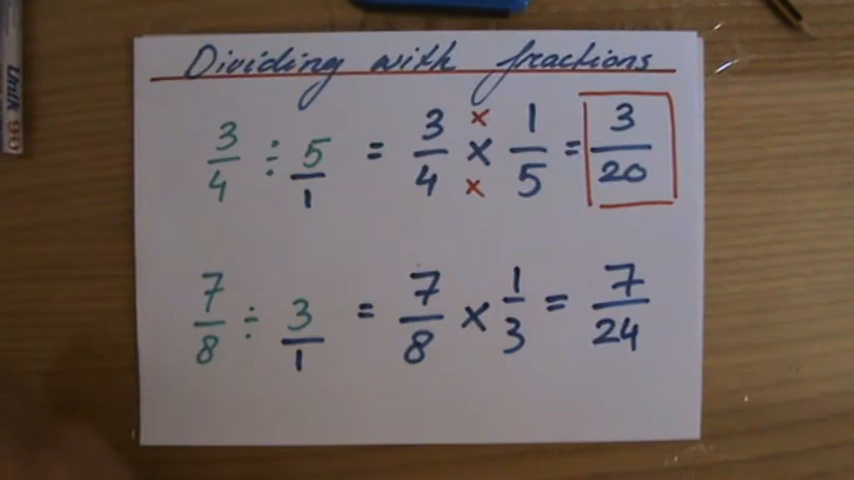 Dividing with fractions
3/4 ÷ 5/1 = 3/4 × 1/5 = 3/20
7/8 ÷ 3/1 = 7/8 × 1/3 = 7/24
Unik 90